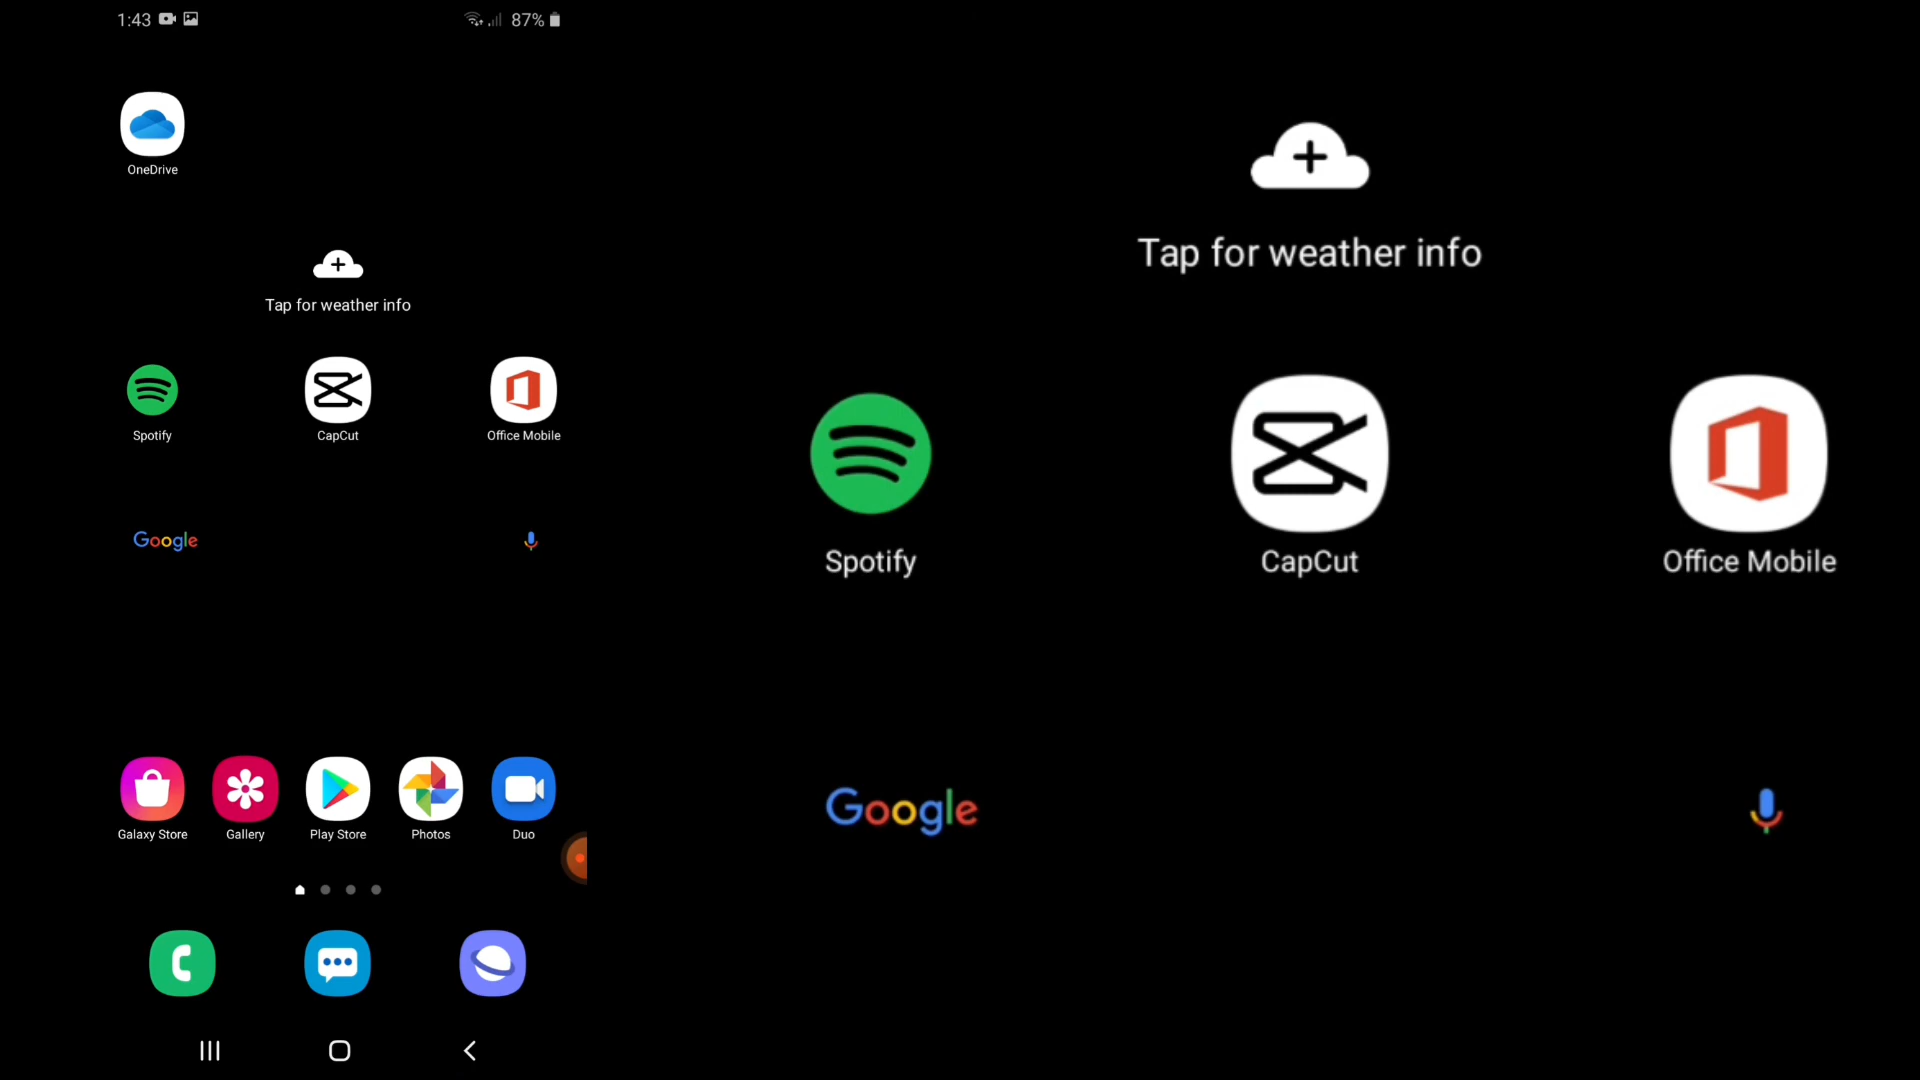 1:43 87%
OneDrive
Tap for weather info
Spotify CapCut Office Mobile
Google
Galaxy Store Gallery Play Store Photos Duo
Tap for weather info
Spotify CapCut Office Mobile
Google